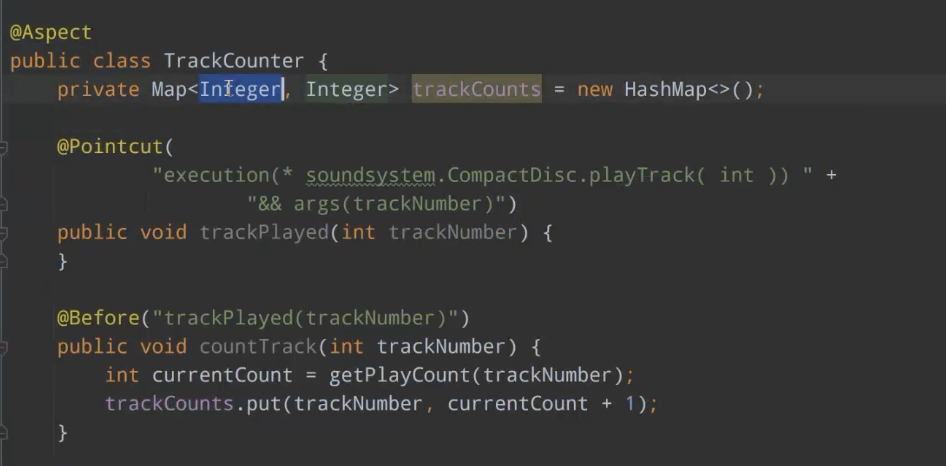 @Aspect
public class TrackCounter {
    private Map<Integer, Integer> trackCounts = new HashMap<>();

    @Pointcut(
            "execution(* soundsystem.CompactDisc.playTrack( int )) " +
                    "&& args(trackNumber)")
    public void trackPlayed(int trackNumber) {
    }

    @Before("trackPlayed(trackNumber)")
    public void countTrack(int trackNumber) {
        int currentCount = getPlayCount(trackNumber);
        trackCounts.put(trackNumber, currentCount + 1);
    }